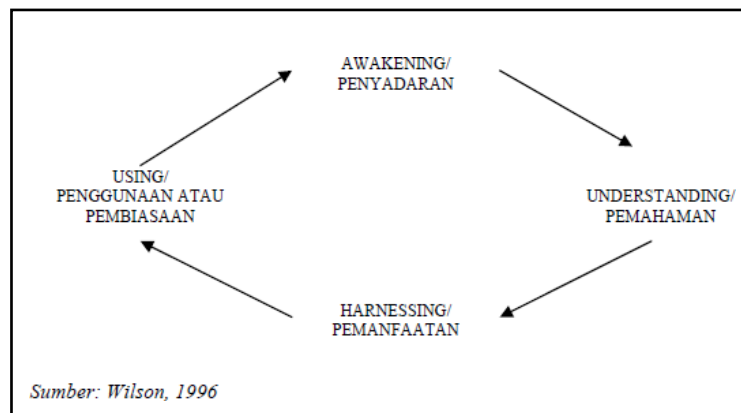 AWAKENING/
PENYADARAN
USING/
PENGGUNAAN ATAU
PEMBIASAAN
UNDERSTANDING/
PEMAHAMAN
HARNESSING/
PEMANFAATAN
Sumber: Wilson, 1996